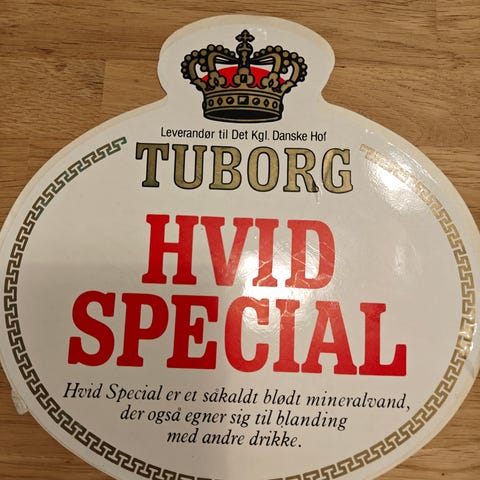 Leverandør til Det Kgl. Danske Hof
TUBORG
HVID
SPECIAL
Hvid Special er et såkaldt blødt mineralvand,
der også egner sig til blanding
med andre drikke.